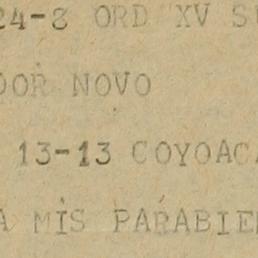 24-8 ORD XV S
DOR NOVO
13-13 COYOACA
A MIS PARABIE